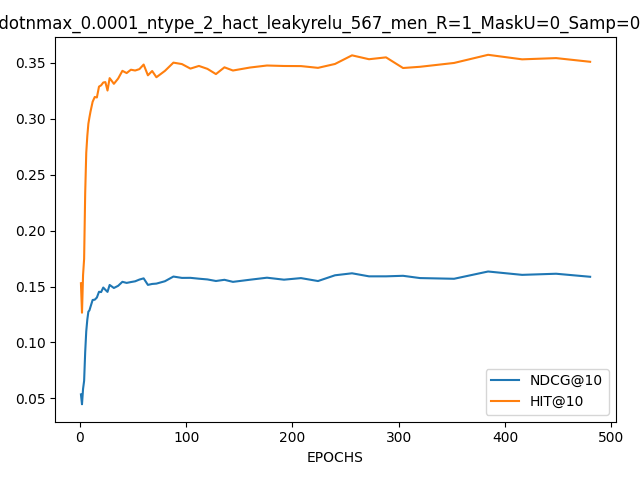 dotnmax_0.0001_ntype_2_hact_leakyrelu_567_men_R=1_MaskU=0_Samp=0
0.35
0.30
0.25
0.20
0.15
0.10
0.05
NDCG@10
HIT@10
0 100 200 300 400 500
EPOCHS